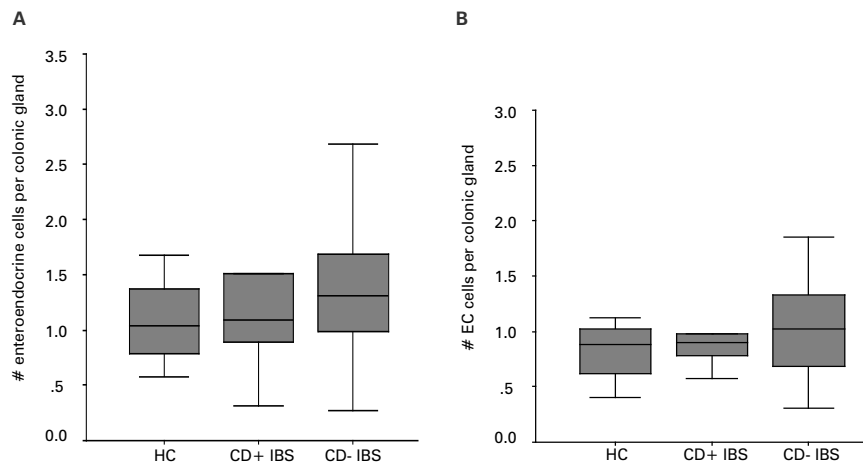 A
# enteroendocrine cells per colonic gland
3.5
3.0
2.5
2.0
1.5
1.0
.5
0.0
HC
CD+ IBS
CD- IBS
B
# EC cells per colonic gland
3.0
2.0
1.5
1.0
.5
0.0
HC
CD+ IBS
CD- IBS